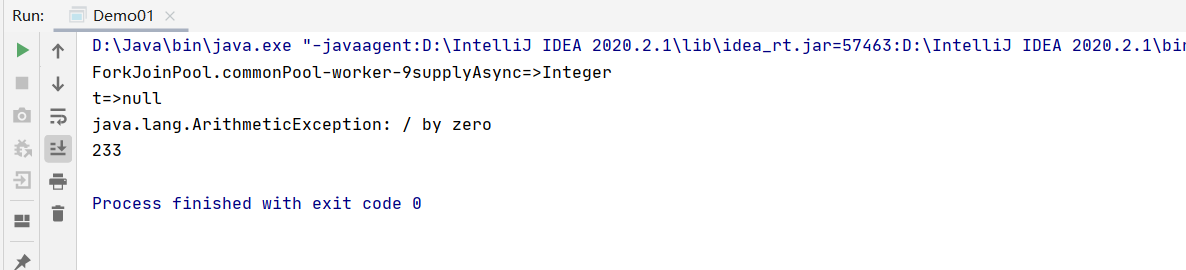 Run: Demo01
D:\Java\bin\java.exe "-javaagent:D:\IntelliJ IDEA 2020.2.1\lib\idea_rt.jar=57463:D:\IntelliJ IDEA 2020.2.1\bin
ForkJoinPool.commonPool-worker-9supplyAsync=>Integer
t=>null
java.lang.ArithmeticException: / by zero
233
Process finished with exit code 0